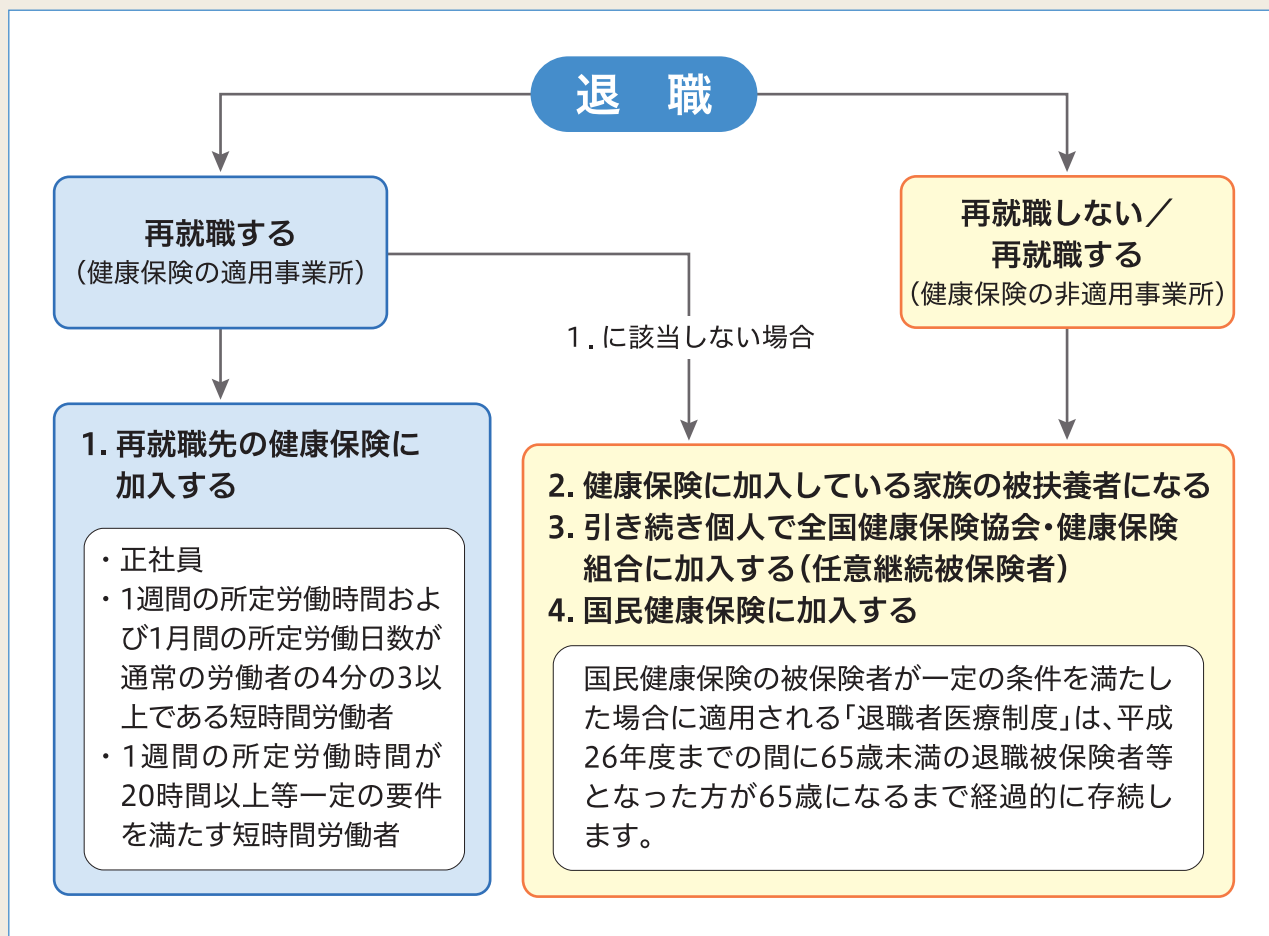 退　職
再就職する
（健康保険の適用事業所）
再就職しない／
再就職する
（健康保険の非適用事業所）
１．に該当しない場合
1. 再就職先の健康保険に
加入する
・正社員
・1週間の所定労働時間およ
び1月間の所定労働日数が
通常の労働者の4分の3以
上である短時間労働者
・1週間の所定労働時間が
20時間以上等一定の要件
を満たす短時間労働者
2. 健康保険に加入している家族の被扶養者になる
3. 引き続き個人で全国健康保険協会・健康保険
組合に加入する（任意継続被保険者）
4. 国民健康保険に加入する
国民健康保険の被保険者が一定の条件を満たし
た場合に適用される「退職者医療制度」は、平成
26年度までの間に65歳未満の退職被保険者等
となった方が65歳になるまで経過的に存続し
ます。